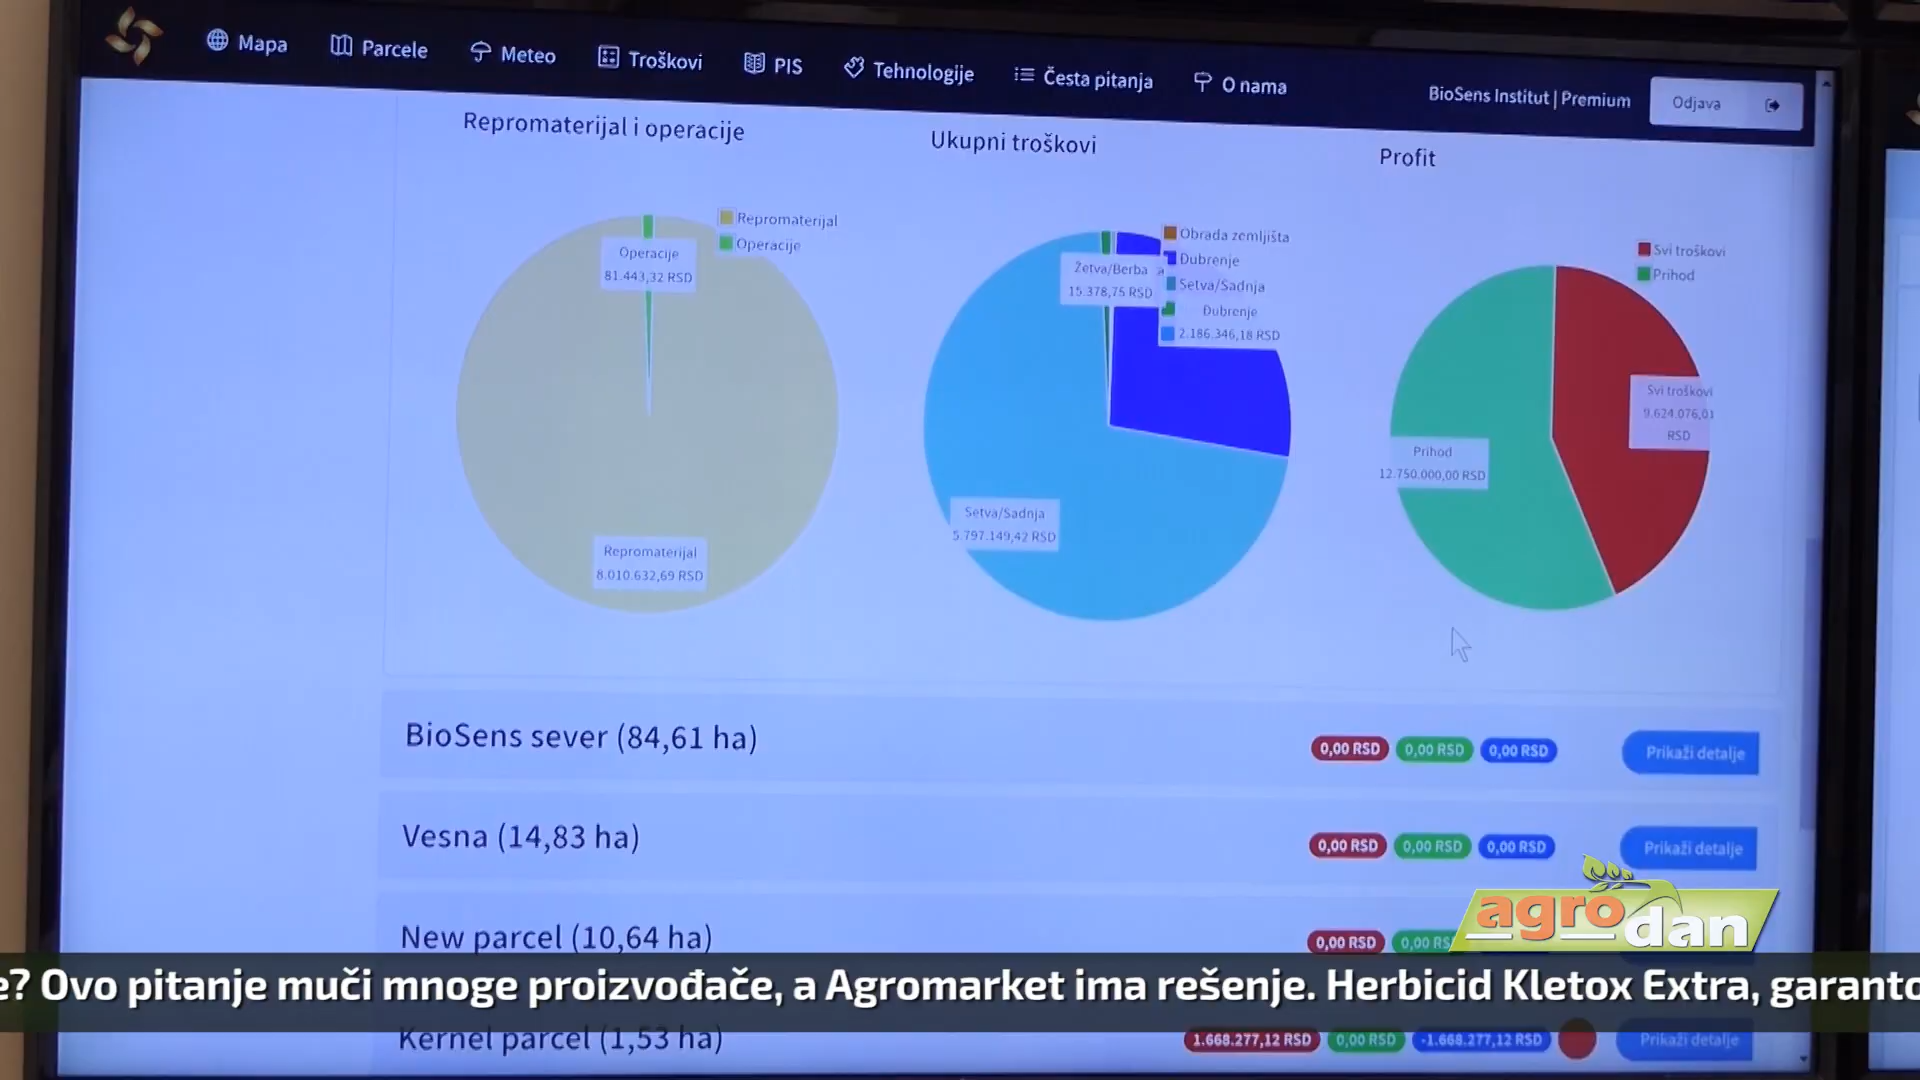 Mapa
Parcele
Meteo
Troškovi
PIS
Tehnologije
Česta pitanja
O nama
BioSens Institut | Premium
Odjava
Repromaterijal i operacije
Repromaterijal
Operacije
Operacije
81.443,32 RSD
Repromaterijal
8.010.632,69 RSD
Ukupni troškovi
Obrada zemljišta
Đubrenje
Setva/Sadnja
Žetva/Berba
15.378,75 RSD
Đubrenje
2.186.346,18 RSD
Setva/Sadnja
5.797.149,42 RSD
Profit
Svi troškovi
Prihod
Svi troškovi
9.624.076,01
RSD
Prihod
12.750.000,00 RSD
BioSens sever (84,61 ha)
0,00 RSD 0,00 RSD 0,00 RSD Prikaži detalje
Vesna (14,83 ha)
0,00 RSD 0,00 RSD 0,00 RSD Prikaži detalje
New parcel (10,64 ha)
0,00 RSD 0,00 RS
agro dan
e? Ovo pitanje muči mnoge proizvođače, a Agromarket ima rešenje. Herbicid Kletox Extra, garanto
Kernel parcel (1,53 ha)
1.668.277,12 RSD 0,00 RSD -1.668.277,12 RSD Prikaži detalje